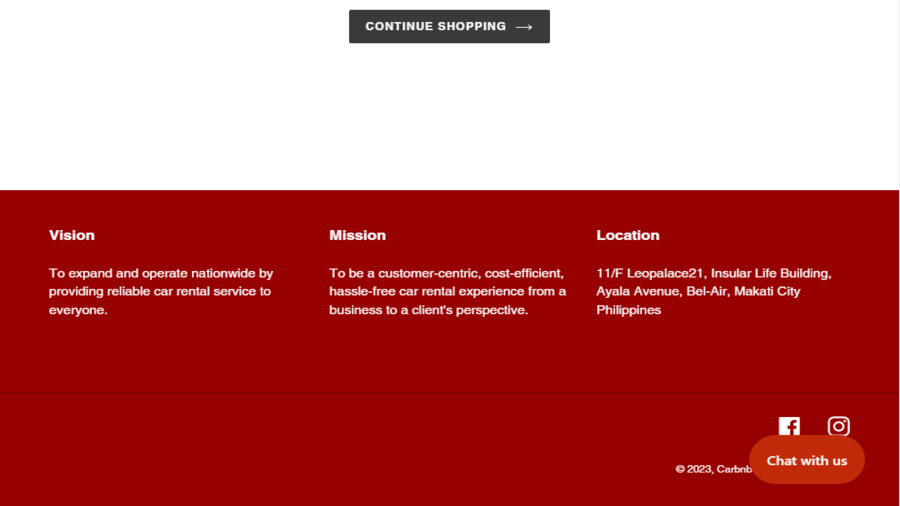 CONTINUE SHOPPING
Vision
To expand and operate nationwide by
providing reliable car rental service to
everyone.
Mission
To be a customer-centric, cost-efficient,
hassle-free car rental experience from a
business to a client's perspective.
Location
11/F Leopalace21, Insular Life Building,
Ayala Avenue, Bel-Air, Makati City
Philippines
© 2023, Carbnb
Chat with us